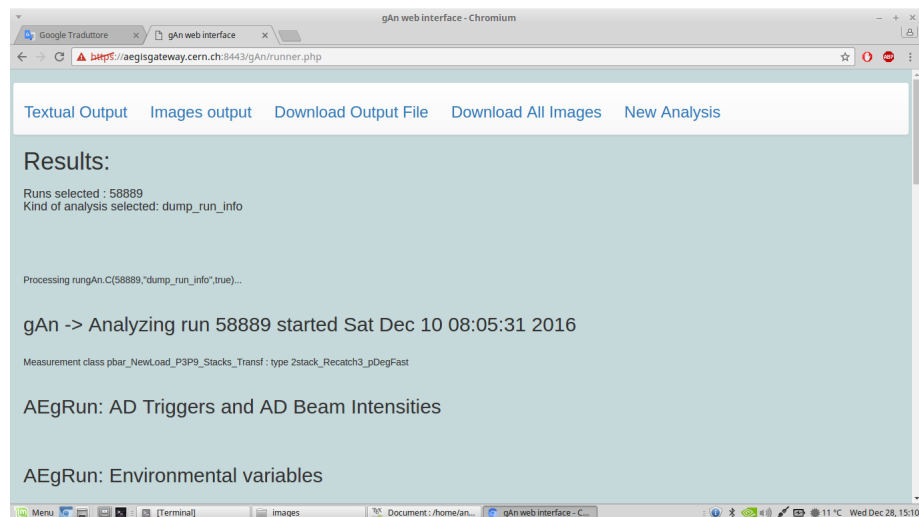 gAn web interface - Chromium
Google Traduttore
gAn web interface
https://aegisgateway.cern.ch:8443/gAn/runner.php
ABP
Textual Output Images output Download Output File Download All Images New Analysis
Results:
Runs selected : 58889
Kind of analysis selected: dump_run_info
Processing rungAn.C(58889,"dump_run_info",true)...
gAn -> Analyzing run 58889 started Sat Dec 10 08:05:31 2016
Measurement class pbar_NewLoad_P3P9_Stacks_Transf : type 2stack_Recatch3_pDegFast
AEgRun: AD Triggers and AD Beam Intensities
AEgRun: Environmental variables
Menu [Terminal] images Document : /home/an... gAn web interface - C... 11 °C Wed Dec 28, 15:10